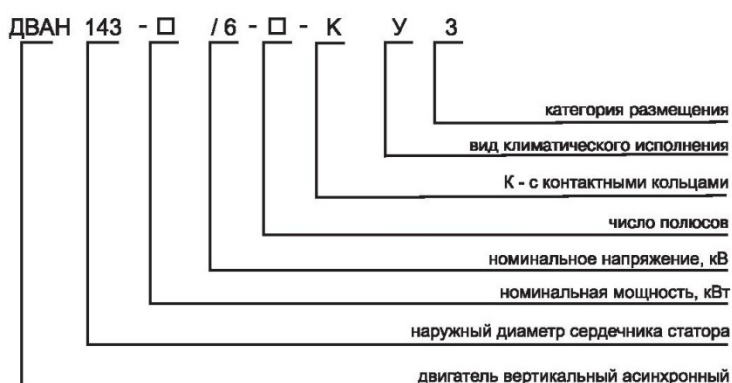 ДВАН 143 - □ / 6 - □ - К У 3
категория размещения
вид климатического исполнения
К - с контактными кольцами
число полюсов
номинальное напряжение, кВ
номинальная мощность, кВт
наружный диаметр сердечника статора
двигатель вертикальный асинхронный